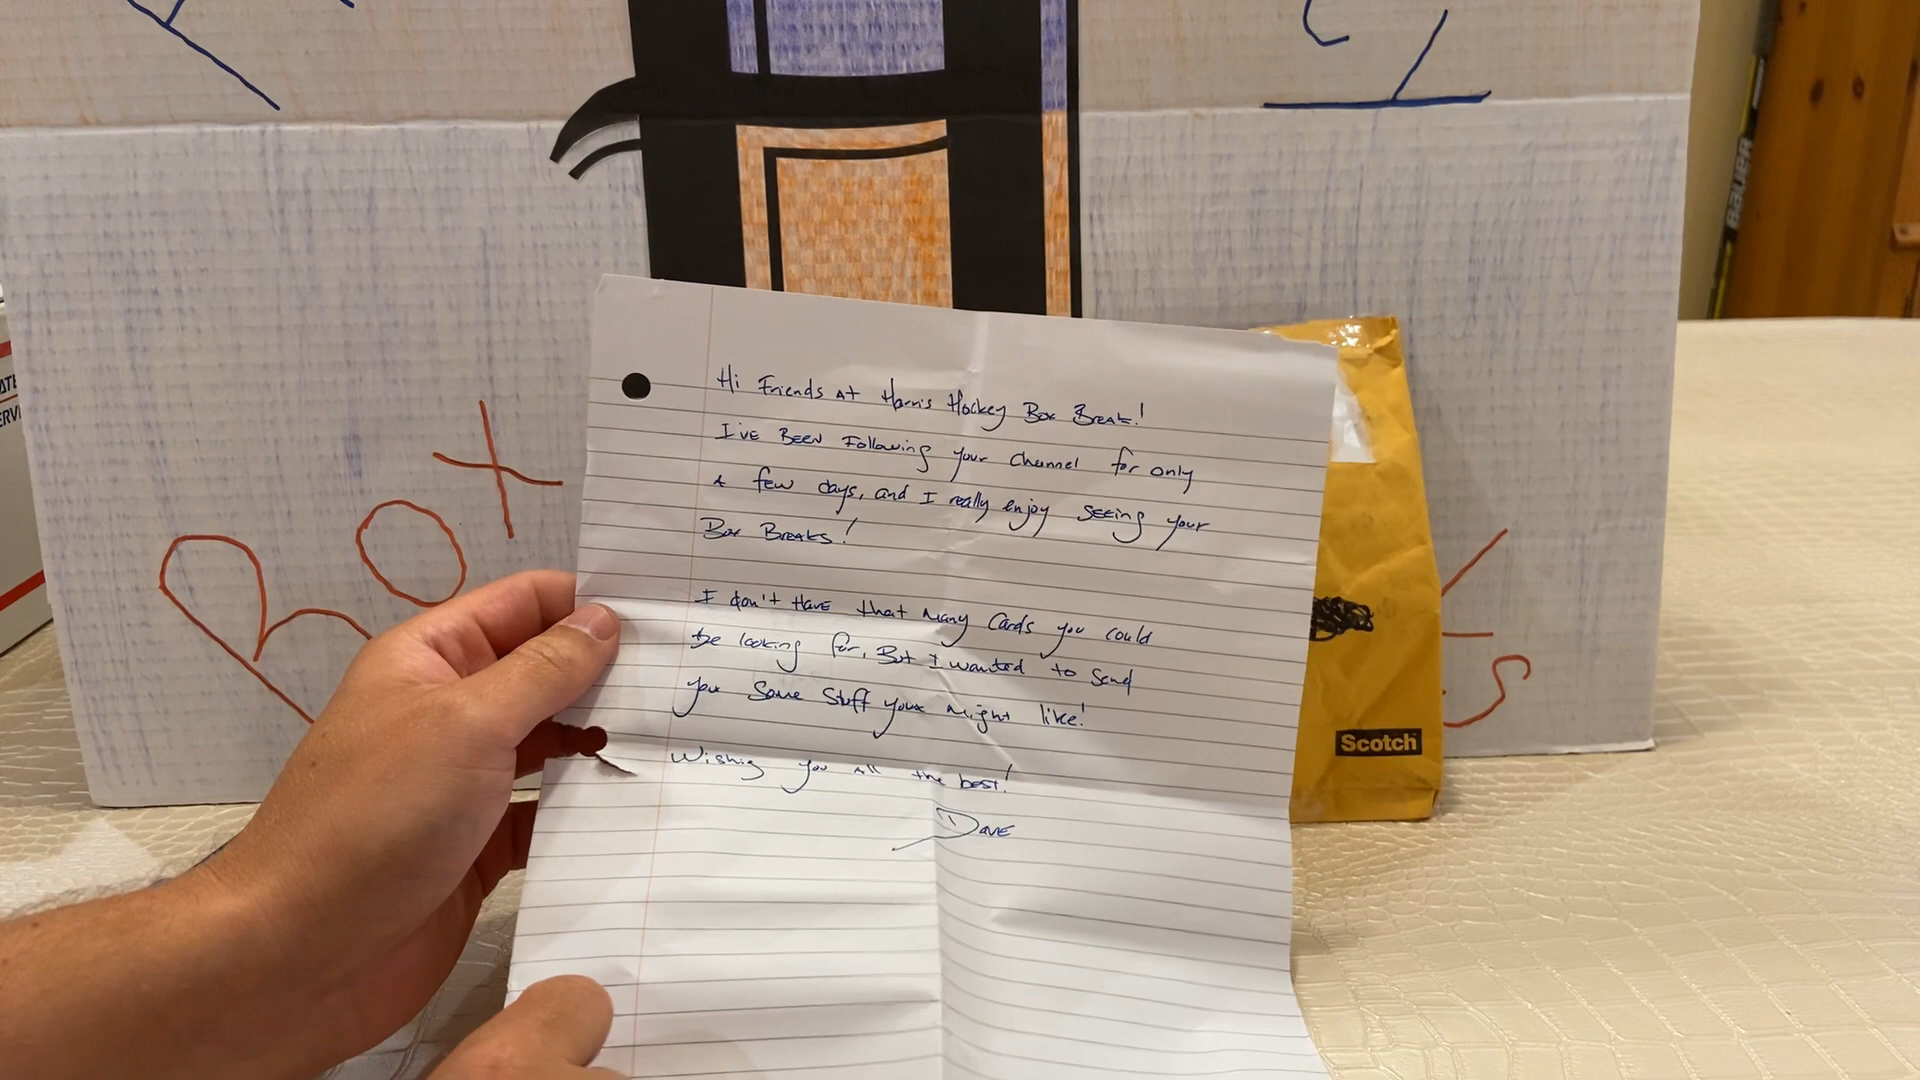 Hi Friends At Harris Hockey Box Break!
I've Been Following your channel for only
a few days, and I really enjoy seeing your
Box Breaks!
I don't Have that many Cards you could
be looking for, But I wanted to send
you some stuff you might like!
Wishig you all the best!
Dave
Box
Scotch
BAUER